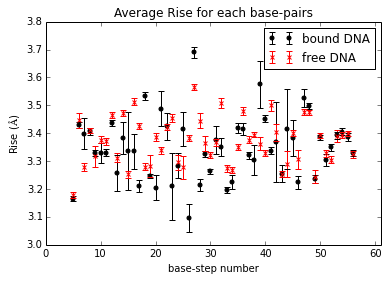 Average Rise for each base-pairs
3.8
3.7
3.6
3.5
3.4
3.3
3.2
3.1
3.0
Rise (Å)
bound DNA
free DNA
0 10 20 30 40 50 60
base-step number